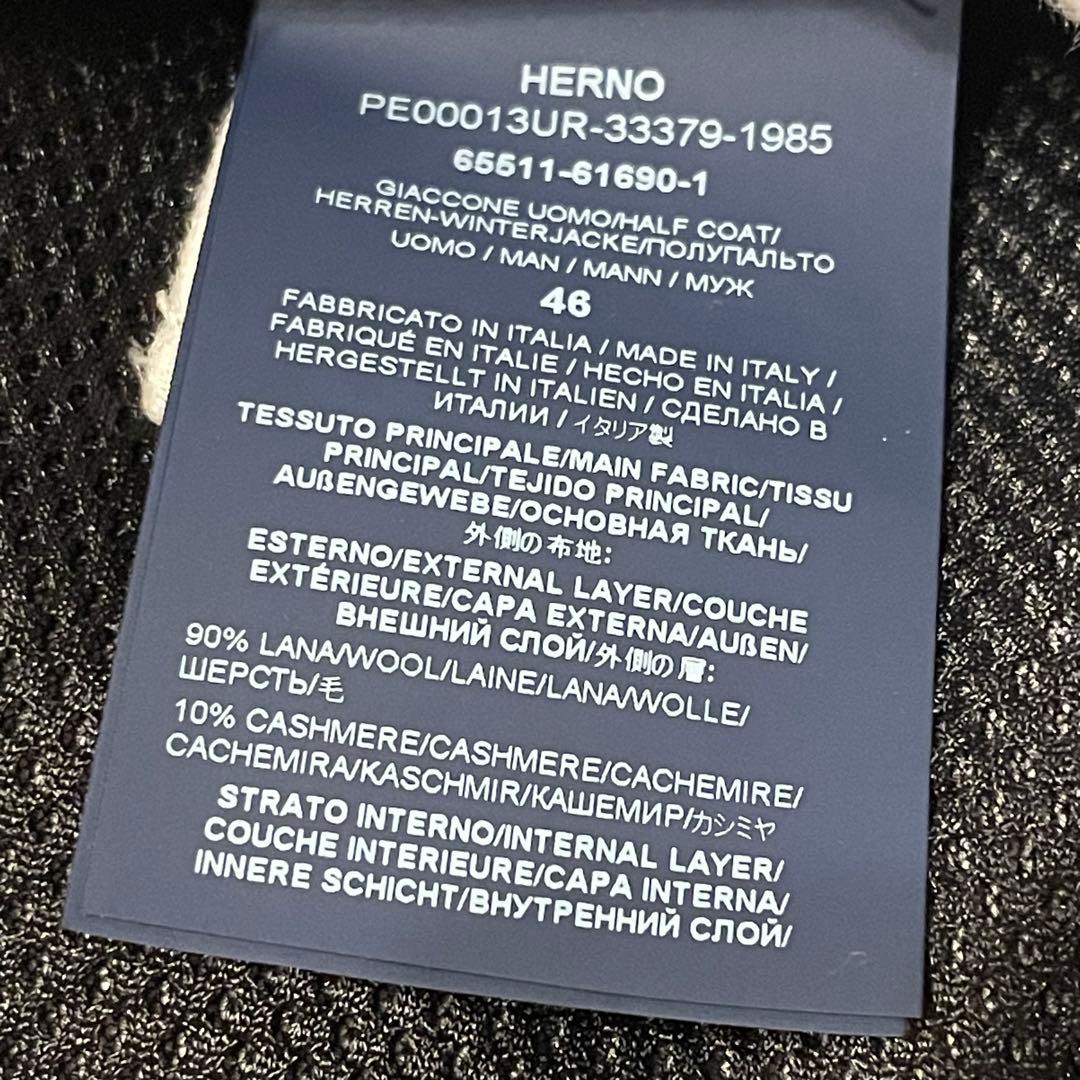 HERNO
PE00013UR-33379-1985
65511-61690-1
GIACCONE UOMO/HALF COAT/
HERREN-WINTERJACKE/ПОЛУПАЛЬТО
UOMO / MAN / MANN / МУЖ
46
FABBRICATO IN ITALIA / MADE IN ITALY /
FABRIQUÉ EN ITALIE / HECHO EN ITALIA /
HERGESTELLT IN ITALIEN / СДЕЛАНО В
ИТАЛИИ / イタリア製
TESSUTO PRINCIPALE/MAIN FABRIC/TISSU
PRINCIPAL/TEJIDO PRINCIPAL/
AUßENGEWEBE/ОСНОВНАЯ ТКАНЬ/
外側の布地:
ESTERNO/EXTERNAL LAYER/COUCHE
EXTÉRIEURE/CAPA EXTERNA/AUßEN/
ВНЕШНИЙ СЛОЙ/外側の層:
90% LANA/WOOL/LAINE/LANA/WOLLE/
ШЕРСТЬ/毛
10% CASHMERE/CASHMERE/CACHEMIRE/
CACHEMIRA/KASCHMIR/КАШЕМИР/カシミヤ
STRATO INTERNO/INTERNAL LAYER/
COUCHE INTERIEURE/CAPA INTERNA/
INNERE SCHICHT/ВНУТРЕННИЙ СЛОЙ/